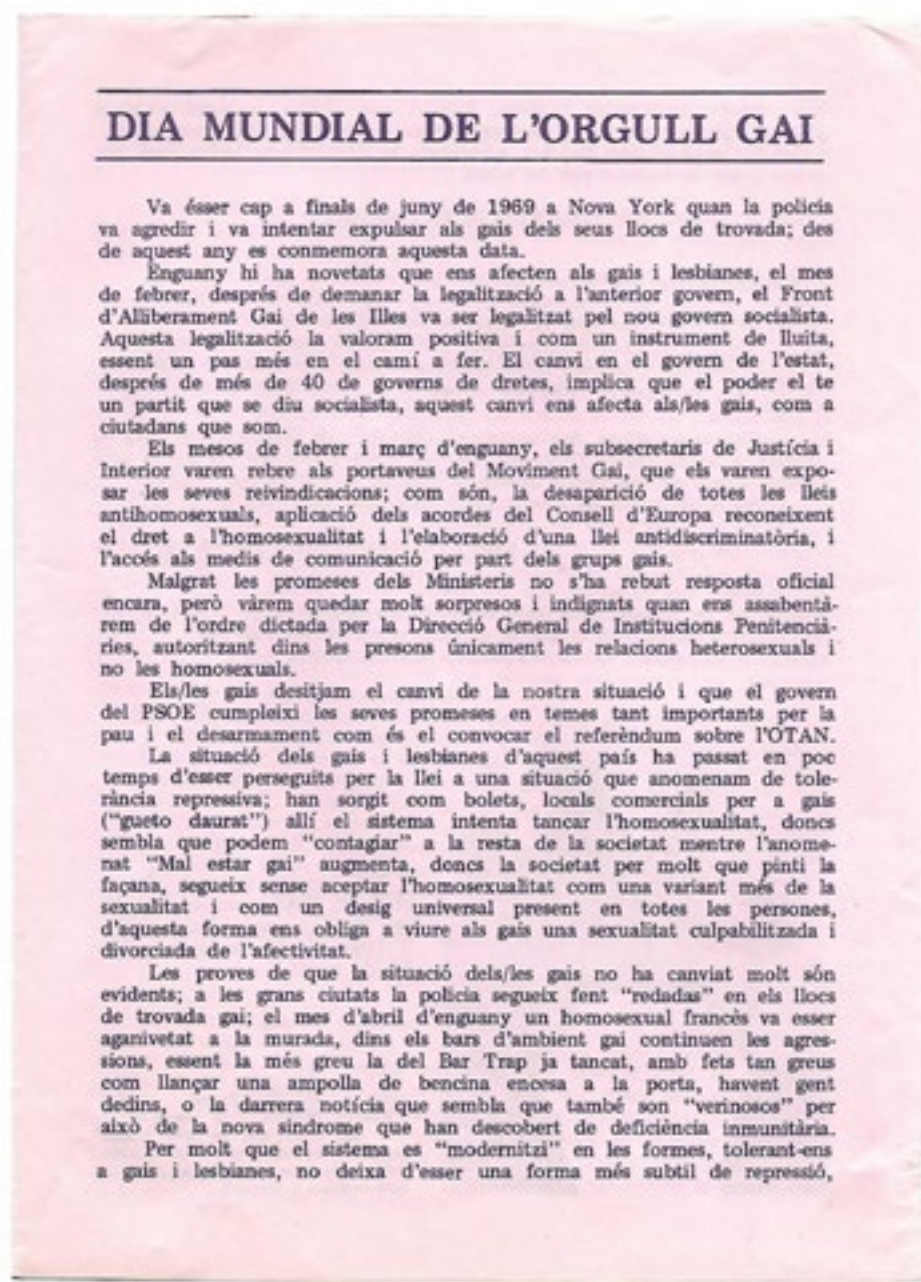 DIA MUNDIAL DE L'ORGULL GAI
Va ésser cap a finals de juny de 1969 a Nova York quan la policia
va agredir i va intentar expulsar als gais dels seus llocs de trovada; des
de aquest any es conmemora aquesta data.
Enguany hi ha novetats que ens afecten als gais i lesbianes, el mes
de febrer, després de demanar la legalització a l'anterior govern, el Front
d'Alliberament Gai de les Illes va ser legalitzat pel nou govern socialista.
Aquesta legalització la valoram positiva i com un instrument de lluita,
essent un pas més en el camí a fer. El canvi en el govern de l'estat,
després de més de 40 de governs de dretes, implica que el poder el te
un partit que se diu socialista, aquest canvi ens afecta als/les gais, com a
ciutadans que som.
Els mesos de febrer i març d'enguany, els subsecretaris de Justícia i
Interior varen rebre als portaveus del Moviment Gai, que els varen expo-
sar les seves reivindicacions; com són, la desaparició de totes les lleis
antihomosexuals, aplicació dels acordes del Consell d'Europa reconeixent
el dret a l'homosexualitat i l'elaboració d'una llei antidiscriminatòria, i
l'accés als medis de comunicació per part dels grups gais.
Malgrat les promeses dels Ministeris no s'ha rebut resposta oficial
encara, però vàrem quedar molt sorpresos i indignats quan ens assabentà-
rem de l'ordre dictada per la Direcció General de Institucions Penitencià-
ries, autoritzant dins les presons únicament les relacions heterosexuals i
no les homosexuals.
Els/les gais desitjam el canvi de la nostra situació i que el govern
del PSOE cumpleixi les seves promeses en temes tant importants per la
pau i el desarmament com és el convocar el referèndum sobre l'OTAN.
La situació dels gais i lesbianes d'aquest país ha passat en poc
temps d'esser perseguits per la llei a una situació que anomenam de tole-
rància repressiva; han sorgit com bolets, locals comercials per a gais
("gueto daurat") allí el sistema intenta tancar l'homosexualitat, doncs
sembla que podem "contagiar" a la resta de la societat mentre l'anome-
nat "Mal estar gai" augmenta, doncs la societat per molt que pinti la
façana, segueix sense aceptar l'homosexualitat com una variant més de la
sexualitat i com un desig universal present en totes les persones,
d'aquesta forma ens obliga a viure als gais una sexualitat culpabilitzada i
divorciada de l'afectivitat.
Les proves de que la situació dels/les gais no ha canviat molt són
evidents; a les grans ciutats la policia segueix fent "redadas" en els llocs
de trovada gai; el mes d'abril d'enguany un homosexual francès va esser
aganivetat a la murada, dins els bars d'ambient gai continuen les agres-
sions, essent la més greu la del Bar Trap ja tancat, amb fets tan greus
com llançar una ampolla de bencina encesa a la porta, havent gent
dedins, o la darrera notícia que sembla que també son "verinosos" per
això de la nova sindrome que han descobert de deficiència inmunitària.
Per molt que el sistema es "modernitzi" en les formes, tolerant-ens
a gais i lesbianes, no deixa d'esser una forma més subtil de repressió,